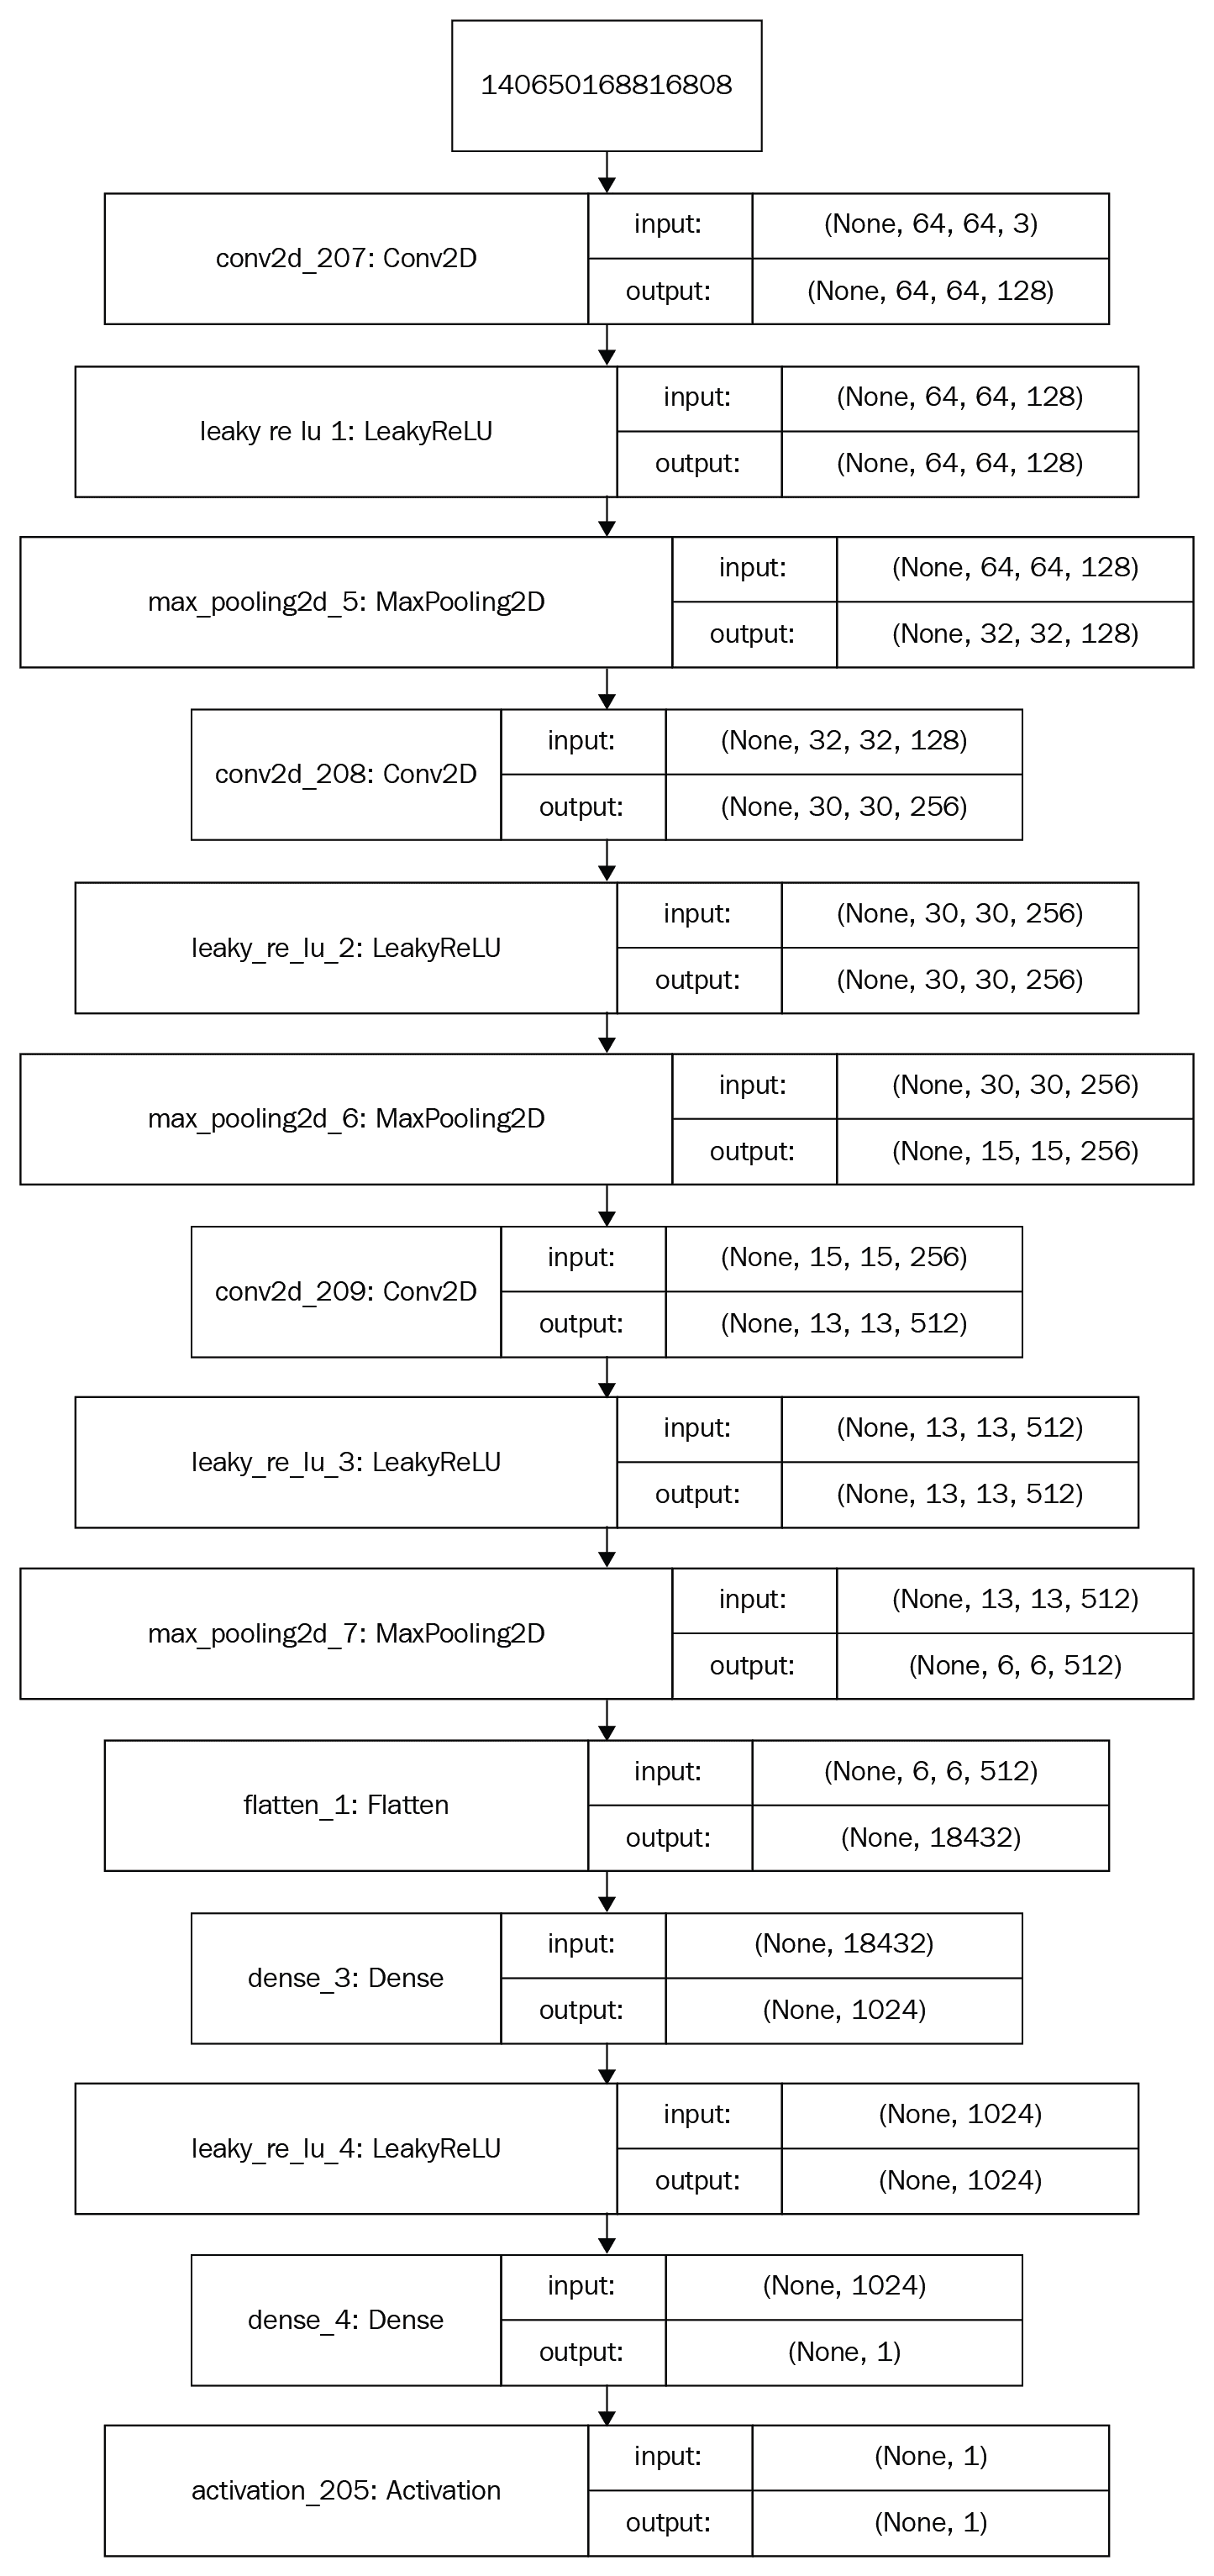 140650168816808
conv2d_207: Conv2D
input: (None, 64, 64, 3)
output: (None, 64, 64, 128)
leaky re lu 1: LeakyReLU
input: (None, 64, 64, 128)
output: (None, 64, 64, 128)
max_pooling2d_5: MaxPooling2D
input: (None, 64, 64, 128)
output: (None, 32, 32, 128)
conv2d_208: Conv2D
input: (None, 32, 32, 128)
output: (None, 30, 30, 256)
leaky_re_lu_2: LeakyReLU
input: (None, 30, 30, 256)
output: (None, 30, 30, 256)
max_pooling2d_6: MaxPooling2D
input: (None, 30, 30, 256)
output: (None, 15, 15, 256)
conv2d_209: Conv2D
input: (None, 15, 15, 256)
output: (None, 13, 13, 512)
leaky_re_lu_3: LeakyReLU
input: (None, 13, 13, 512)
output: (None, 13, 13, 512)
max_pooling2d_7: MaxPooling2D
input: (None, 13, 13, 512)
output: (None, 6, 6, 512)
flatten_1: Flatten
input: (None, 6, 6, 512)
output: (None, 18432)
dense_3: Dense
input: (None, 18432)
output: (None, 1024)
leaky_re_lu_4: LeakyReLU
input: (None, 1024)
output: (None, 1024)
dense_4: Dense
input: (None, 1024)
output: (None, 1)
activation_205: Activation
input: (None, 1)
output: (None, 1)